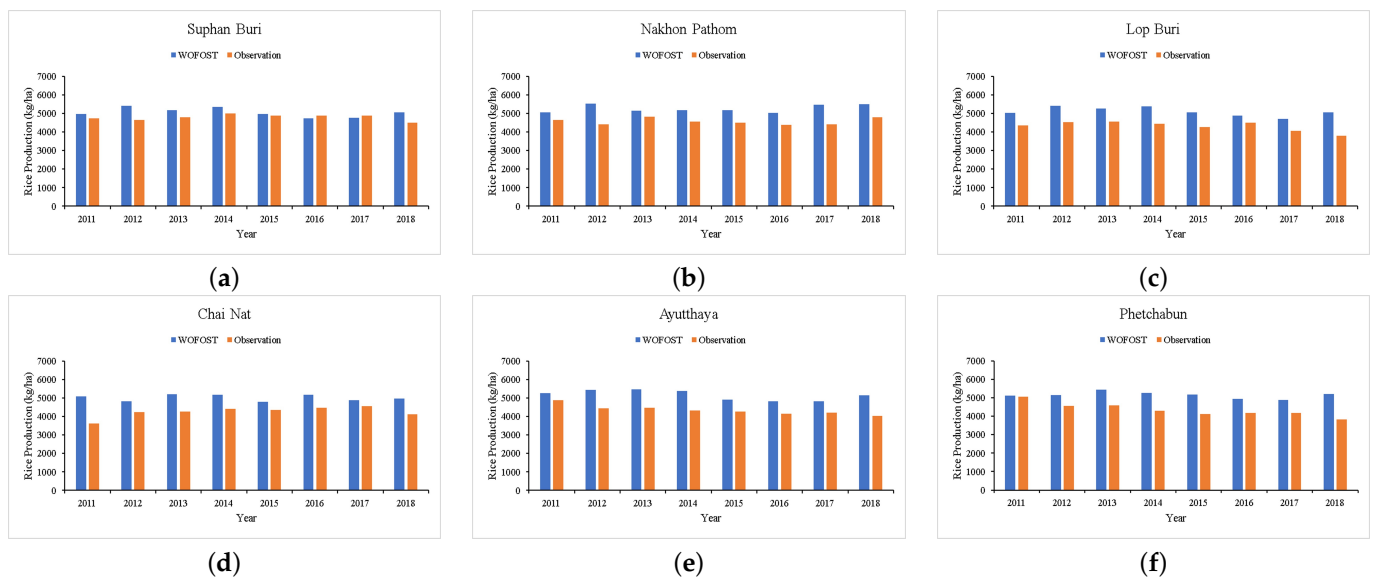 Suphan Buri
WOFOST Observation
Rice Production (kg/ha)
7000
6000
5000
4000
3000
2000
1000
0
2011 2012 2013 2014 2015 2016 2017 2018
Year
(a)
Nakhon Pathom
WOFOST Observation
Rice Production (kg/ha)
7000
6000
5000
4000
3000
2000
1000
0
2011 2012 2013 2014 2015 2016 2017 2018
Year
(b)
Lop Buri
WOFOST Observation
Rice Production (kg/ha)
7000
6000
5000
4000
3000
2000
1000
0
2011 2012 2013 2014 2015 2016 2017 2018
Year
(c)
Chai Nat
WOFOST Observation
Rice Production (kg/ha)
7000
6000
5000
4000
3000
2000
1000
0
2011 2012 2013 2014 2015 2016 2017 2018
Year
(d)
Ayutthaya
WOFOST Observation
Rice Production (kg/ha)
7000
6000
5000
4000
3000
2000
1000
0
2011 2012 2013 2014 2015 2016 2017 2018
Year
(e)
Phetchabun
WOFOST Observation
Rice Production (kg/ha)
7000
6000
5000
4000
3000
2000
1000
0
2011 2012 2013 2014 2015 2016 2017 2018
Year
(f)